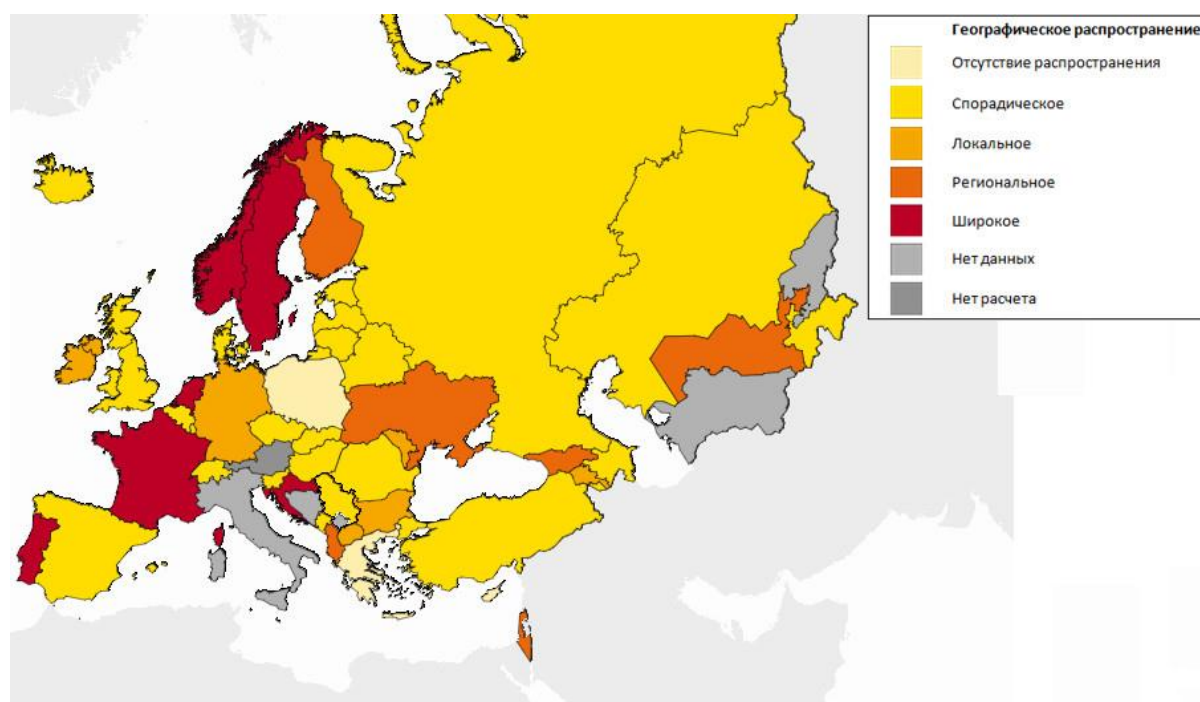 Географическое распространение
Отсутствие распространения
Спорадическое
Локальное
Региональное
Широкое
Нет данных
Нет расчета